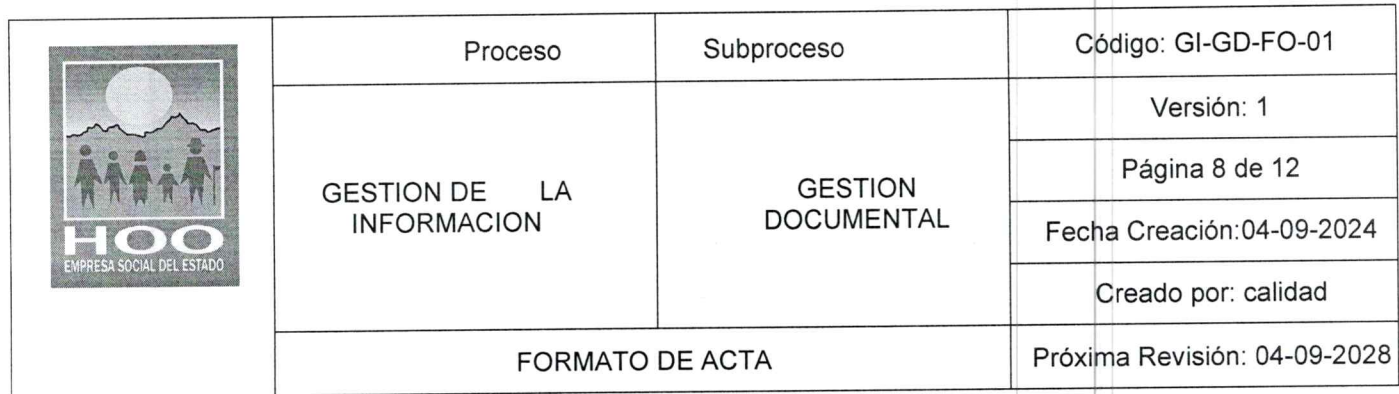 Proceso
Subproceso
Código: GI-GD-FO-01
Versión: 1
Página 8 de 12
GESTION DE LA
INFORMACION
GESTION
DOCUMENTAL
Fecha Creación:04-09-2024
Creado por: calidad
HOO
EMPRESA SOCIAL DEL ESTADO
FORMATO DE ACTA
Próxima Revisión: 04-09-2028